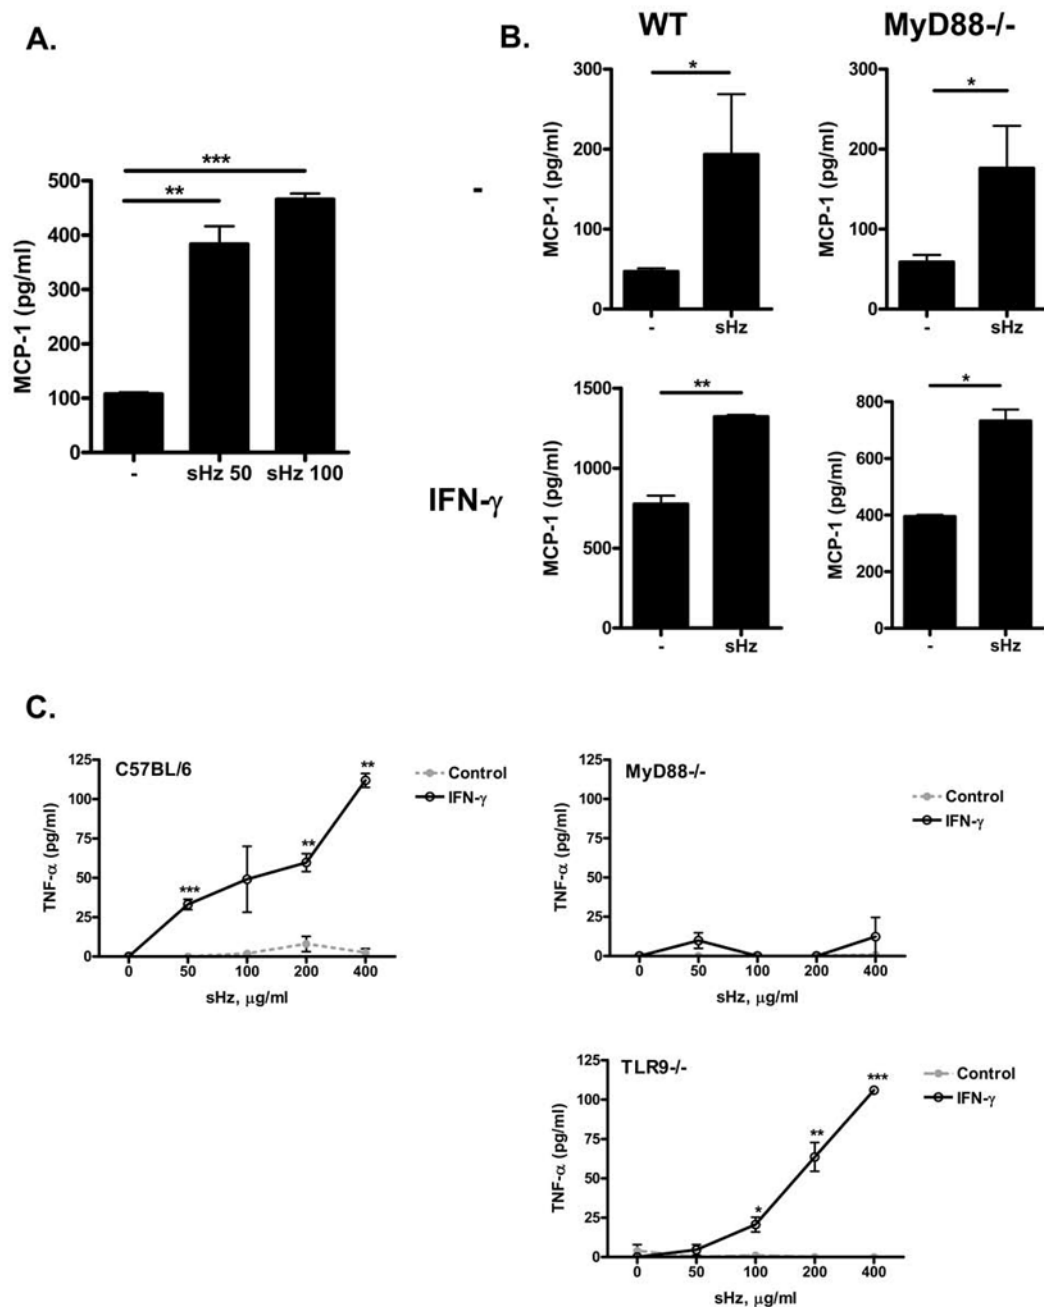 A.
MCP-1 (pg/ml)
500
400
300
200
100
0
***
**
-
sHz 50
sHz 100
B.
WT
MyD88-/-
-
MCP-1 (pg/ml)
300
200
100
0
*
-
sHz
MCP-1 (pg/ml)
300
200
100
0
*
-
sHz
IFN-γ
MCP-1 (pg/ml)
1500
1000
500
0
**
-
sHz
MCP-1 (pg/ml)
800
600
400
200
0
*
-
sHz
C.
C57BL/6
TNF-α (pg/ml)
125
100
75
50
25
0
***
**
**
0 50 100 200 400
sHz, μg/ml
Control
IFN-γ
MyD88-/-
TNF-α (pg/ml)
125
100
75
50
25
0
0 50 100 200 400
sHz, μg/ml
Control
IFN-γ
TLR9-/-
TNF-α (pg/ml)
125
100
75
50
25
0
*
**
***
0 50 100 200 400
sHz, μg/ml
Control
IFN-γ